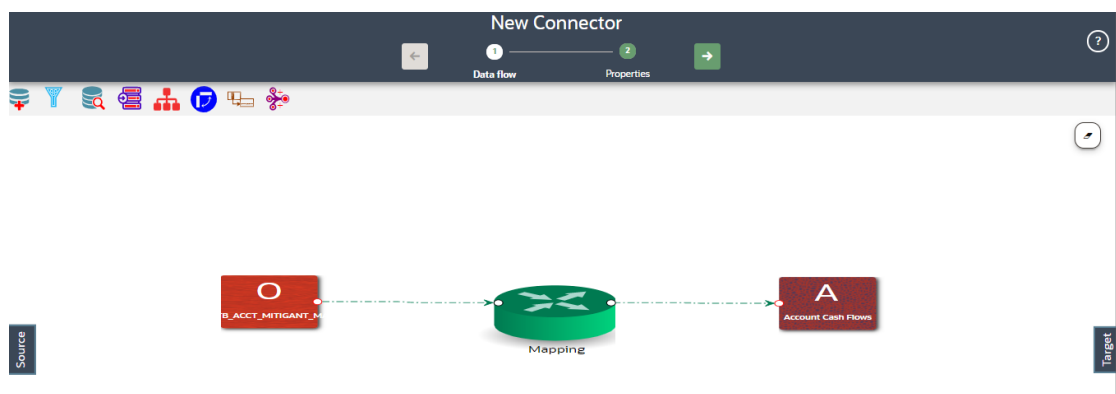 New Connector
1
2
?
Data flow
Properties
O
A
B_ACCT_MITIGANT_M
Account Cash Flows
Mapping
Source
Target